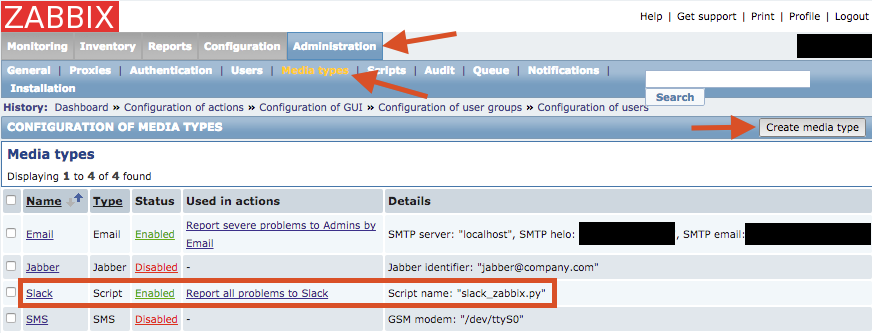 ZABBIX
Help | Get support | Print | Profile | Logout
Monitoring Inventory Reports Configuration Administration
General | Proxies | Authentication | Users | Media types | Scripts | Audit | Queue | Notifications |
Installation
Search
History: Dashboard » Configuration of actions » Configuration of GUI » Configuration of user groups » Configuration of users
CONFIGURATION OF MEDIA TYPES Create media type
Media types
Displaying 1 to 4 of 4 found
Name Type Status Used in actions Details
Email Email Enabled Report severe problems to Admins by Email SMTP server: "localhost", SMTP helo: , SMTP email:
Jabber Jabber Disabled - Jabber identifier: "jabber@company.com"
Slack Script Enabled Report all problems to Slack Script name: "slack_zabbix.py"
SMS SMS Disabled - GSM modem: "/dev/ttyS0"